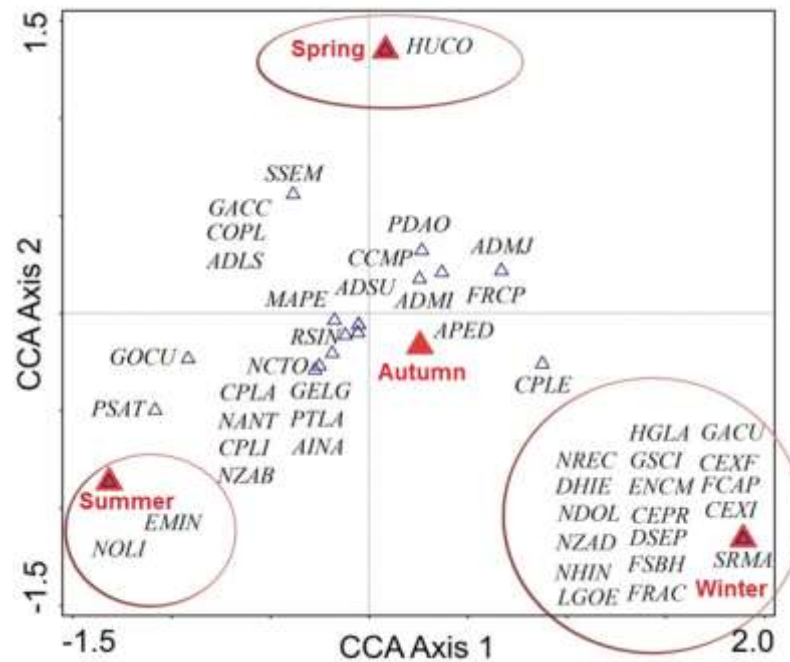 1.5
Spring HUCO
SSEM
GACC
PDAO
COPL
ADMJ
CCMP
ADLS
ADSU
ADMI FRCP
MAPE
CCA Axis 2
RSIN
APED
GOCU
NCTO
Autumn
CPLA GELG
CPLE
PSAT
NANT PTLA
HGLA GACU
CPLI AINA
NREC GSCI CEXF
NZAB
DHIE ENCM FCAP
Summer
NDOL CEPR CEXI
EMIN
NZAD DSEP
NOLI
SRMA
NHIN FSBH
LGOE FRAC Winter
-1.5
-1.5 CCA Axis 1 2.0